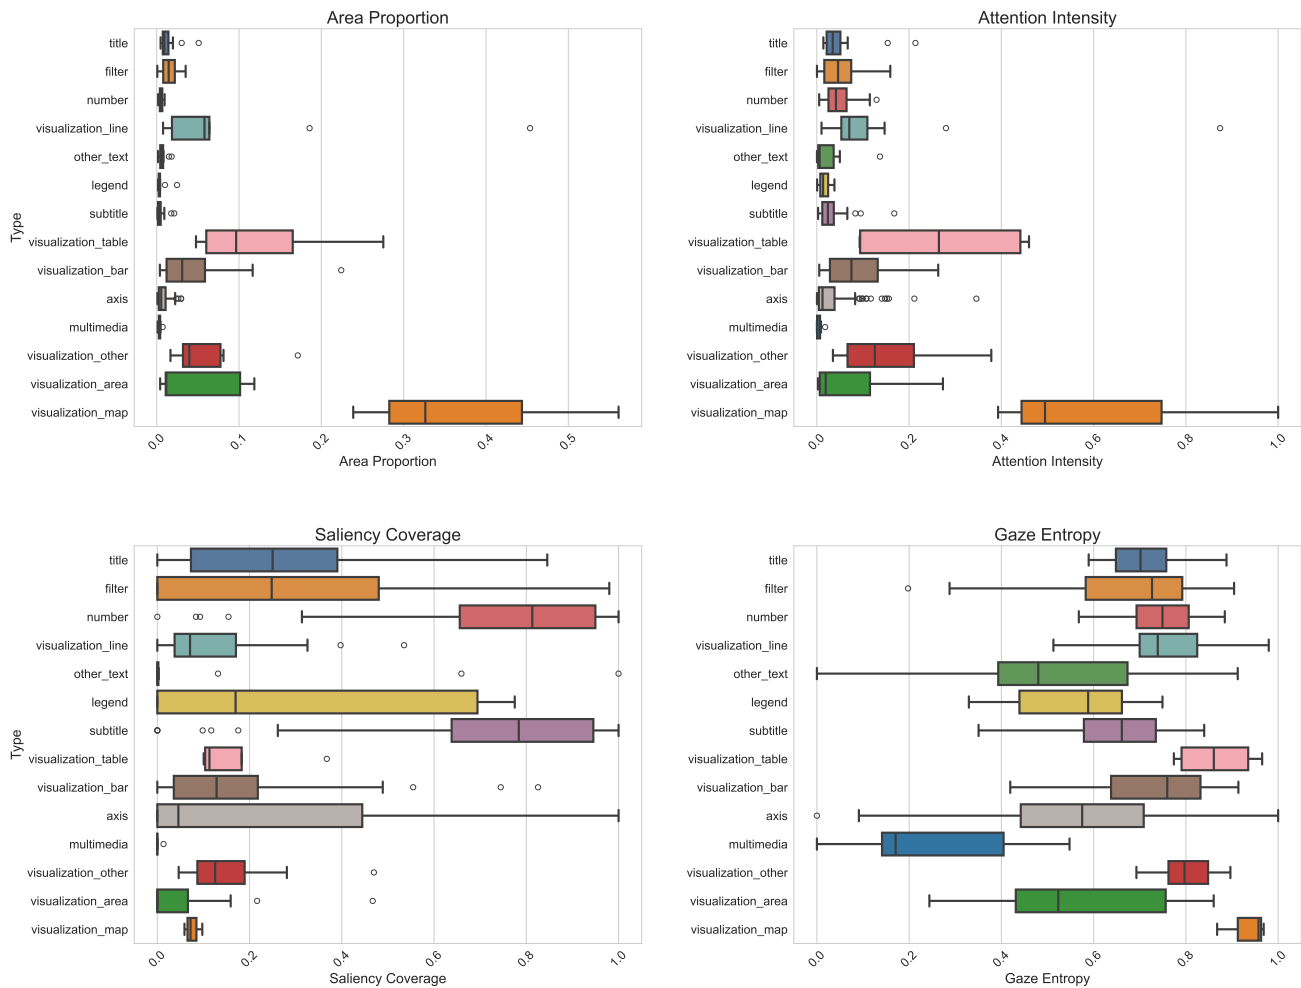 Area Proportion
title
filter
number
visualization_line
other_text
legend
subtitle
visualization_table
visualization_bar
axis
multimedia
visualization_other
visualization_area
visualization_map
Type
0.0 0.1 0.2 0.3 0.4 0.5
Area Proportion
Attention Intensity
title
filter
number
visualization_line
other_text
legend
subtitle
visualization_table
visualization_bar
axis
multimedia
visualization_other
visualization_area
visualization_map
0.0 0.2 0.4 0.6 0.8 1.0
Attention Intensity
Saliency Coverage
title
filter
number
visualization_line
other_text
legend
subtitle
visualization_table
visualization_bar
axis
multimedia
visualization_other
visualization_area
visualization_map
Type
0.0 0.2 0.4 0.6 0.8 1.0
Saliency Coverage
Gaze Entropy
title
filter
number
visualization_line
other_text
legend
subtitle
visualization_table
visualization_bar
axis
multimedia
visualization_other
visualization_area
visualization_map
0.0 0.2 0.4 0.6 0.8 1.0
Gaze Entropy